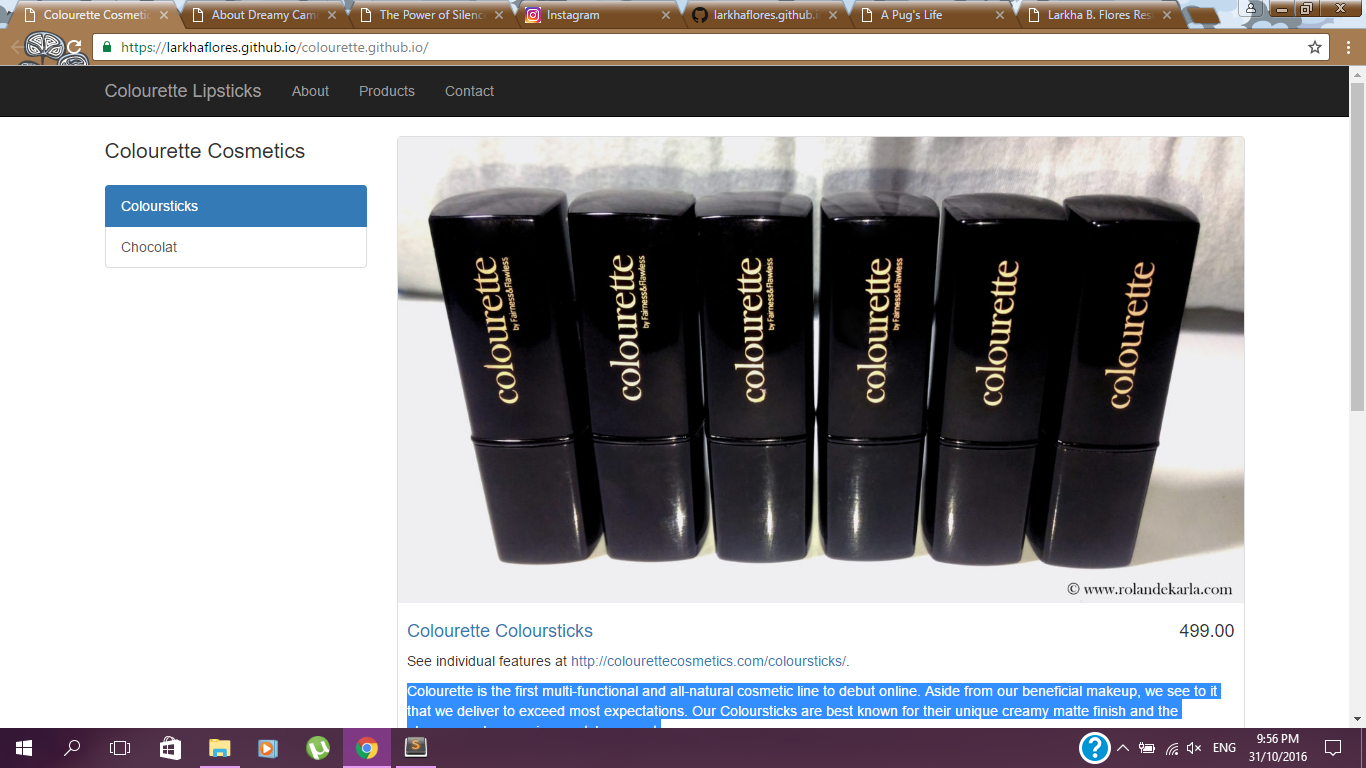 Colourette Cosmetic
About Dreamy Cam
The Power of Silenc
Instagram
larkhaflores.github.i
A Pug's Life
Larkha B. Flores Res
https://larkhaflores.github.io/colourette.github.io/
Colourette Lipsticks About Products Contact
Colourette Cosmetics
Coloursticks
Chocolat
colourette
by Fairness&Flawless
colourette
by Fairness&Flawless
colourette
by Fairness&Flawless
colourette
by Fairness&Flawless
colourette
colourette
© www.rolandekarla.com
Colourette Coloursticks 499.00
See individual features at http://colourettecosmetics.com/coloursticks/.
Colourette is the first multi-functional and all-natural cosmetic line to debut online. Aside from our beneficial makeup, we see to it
that we deliver to exceed most expectations. Our Coloursticks are best known for their unique creamy matte finish and the
ENG
9:56 PM
31/10/2016